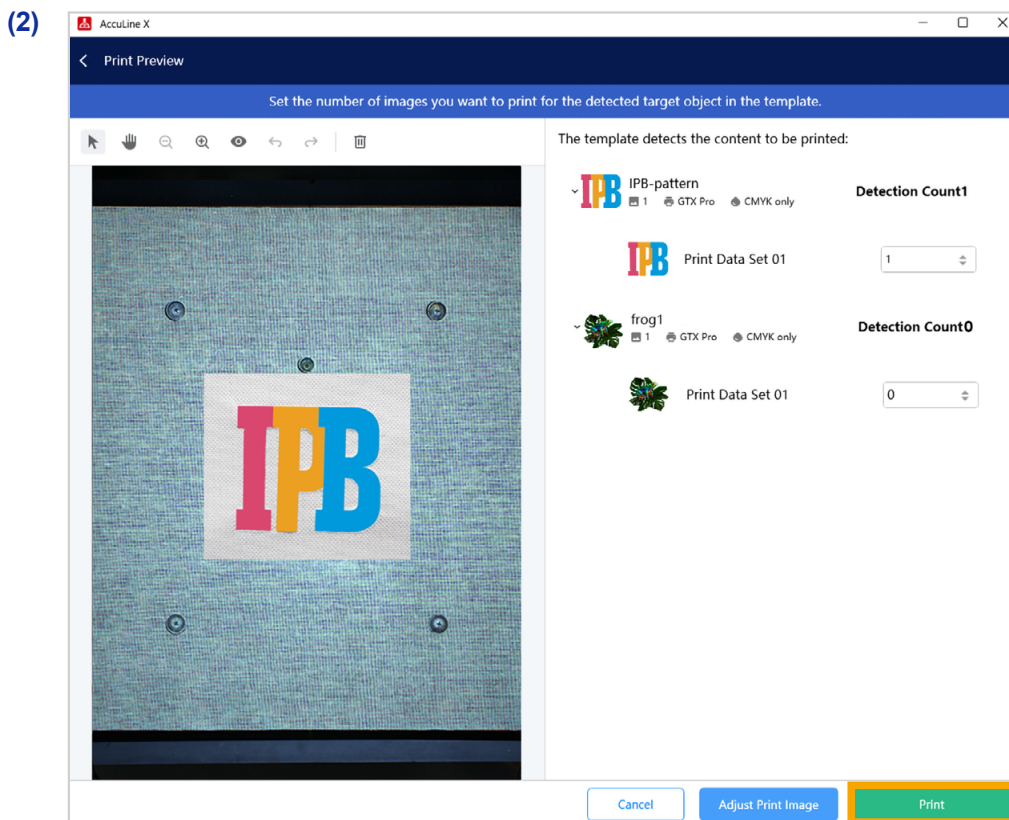 (2)
AccuLine X
Print Preview
Set the number of images you want to print for the detected target object in the template.
The template detects the content to be printed:
IPB
IPB-pattern
1 GTX Pro CMYK only
Detection Count1
IPB
Print Data Set 01
1
frog1
1 GTX Pro CMYK only
Detection Count0
Print Data Set 01
0
IPB
Cancel
Adjust Print Image
Print